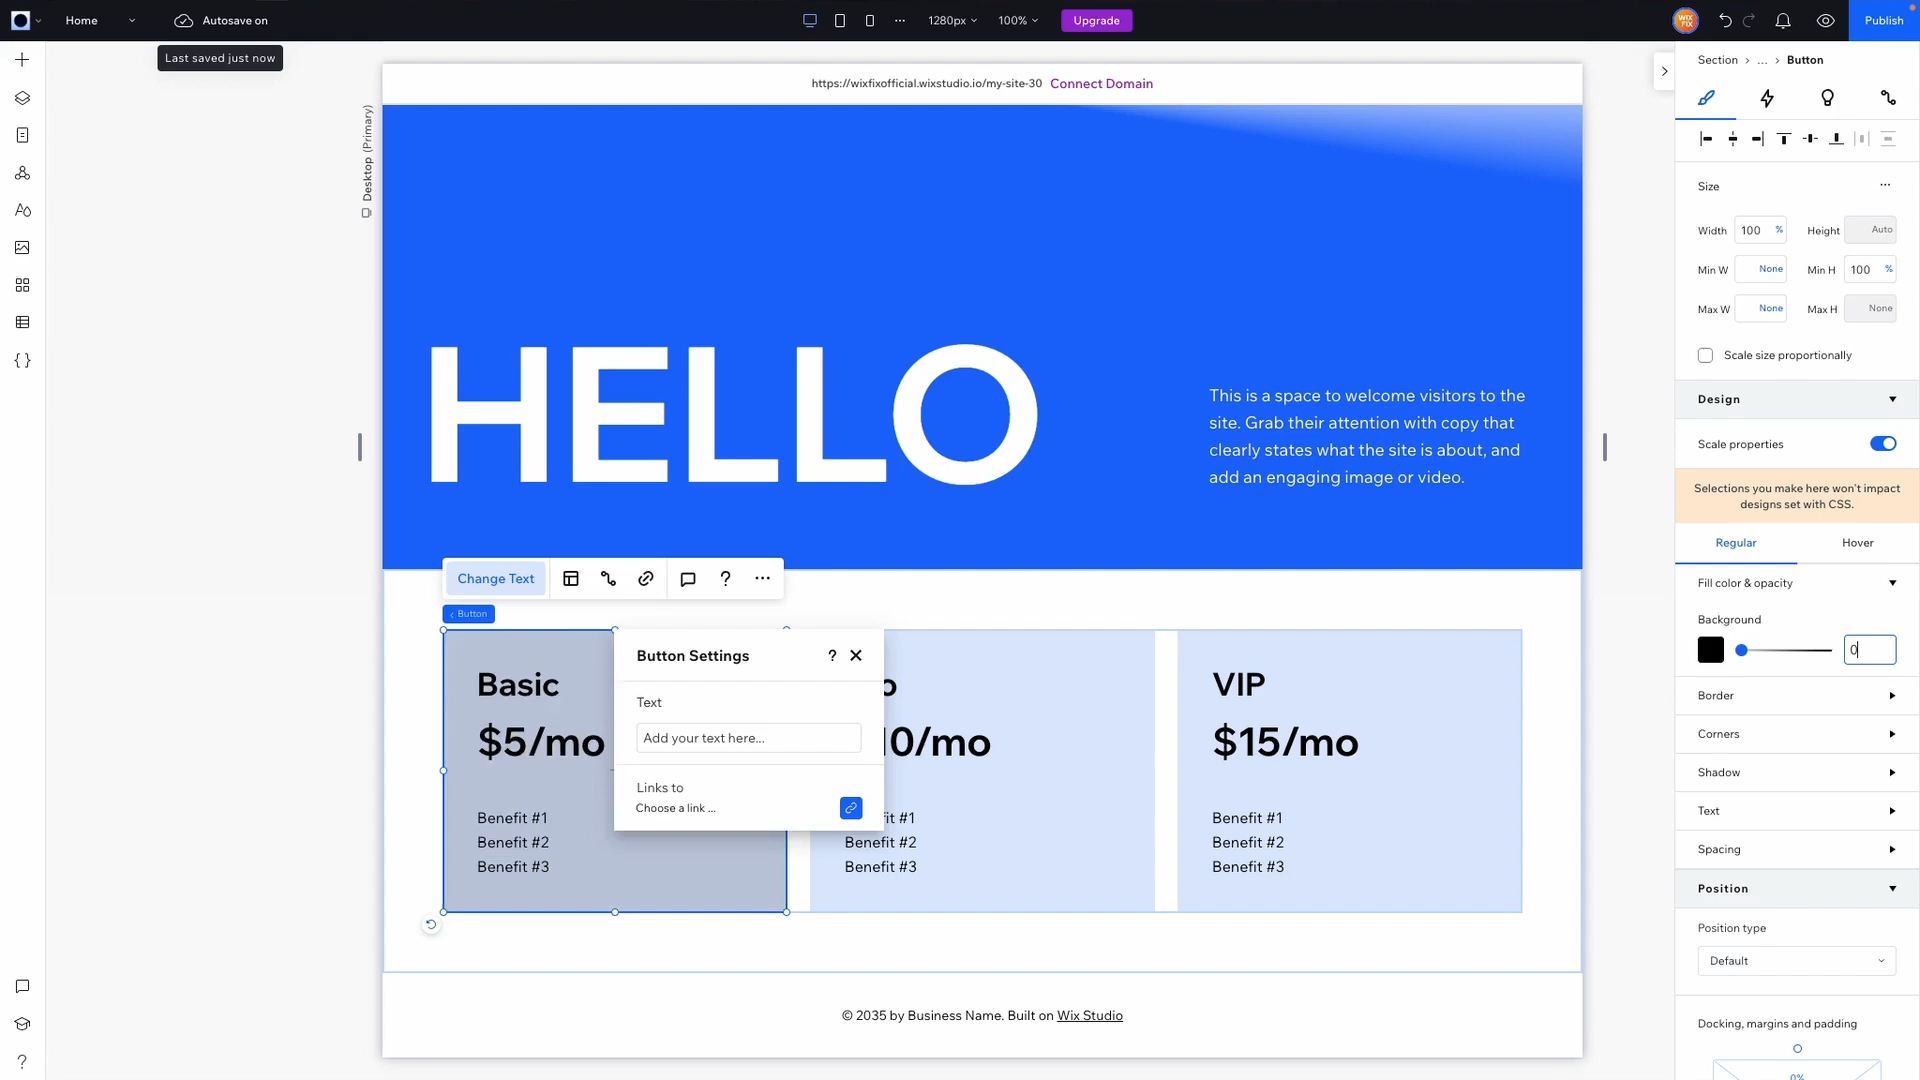 Home
Autosave on
1280px
100%
Upgrade
WIX
FIX
Publish
Last saved just now
https://wixfixofficial.wixstudio.io/my-site-30 Connect Domain
Desktop (Primary)
HELLO
This is a space to welcome visitors to the
site. Grab their attention with copy that
clearly states what the site is about, and
add an engaging image or video.
Change Text
?
‹ Button
Basic
$5/mo
Benefit #1
Benefit #2
Benefit #3
Button Settings
?
Text
Add your text here...
Links to
Choose a link ...
o
0/mo
it #1
Benefit #2
Benefit #3
VIP
$15/mo
Benefit #1
Benefit #2
Benefit #3
© 2035 by Business Name. Built on Wix Studio
Section › ... › Button
Size
Width 100 % Height Auto
Min W None Min H 100 %
Max W None Max H None
Scale size proportionally
Design
Scale properties
Selections you make here won't impact
designs set with CSS.
Regular Hover
Fill color & opacity
Background
0
Border
Corners
Shadow
Text
Spacing
Position
Position type
Default
Docking, margins and padding
0%